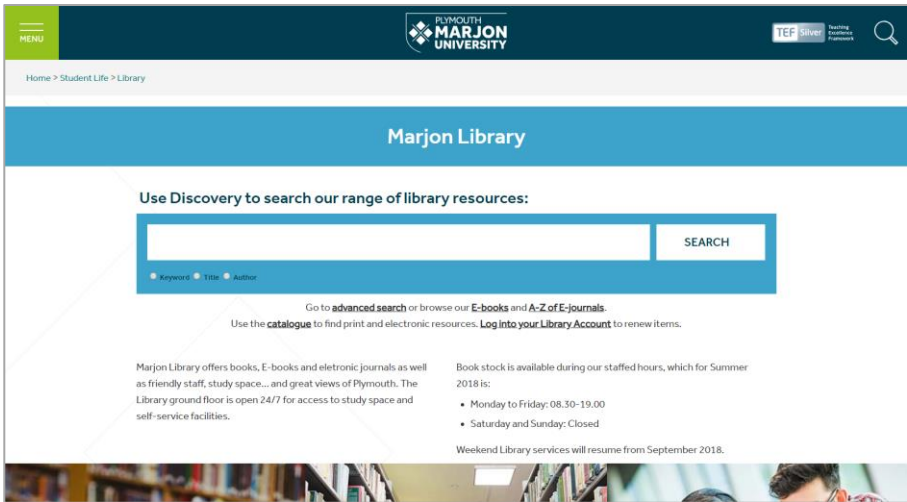 MENU
PLYMOUTH
MARJON
UNIVERSITY
TEF Silver
Teaching
Excellence
Framework
Home > Student Life > Library
Marjon Library
Use Discovery to search our range of library resources:
SEARCH
Keyword Title Author
Go to advanced search or browse our E-books and A-Z of E-journals.
Use the catalogue to find print and electronic resources. Log into your Library Account to renew items.
Marjon Library offers books, E-books and eletronic journals as well
as friendly staff, study space... and great views of Plymouth. The
Library ground floor is open 24/7 for access to study space and
self-service facilities.
Book stock is available during our staffed hours, which for Summer
2018 is:
• Monday to Friday: 08.30-19.00
• Saturday and Sunday: Closed
Weekend Library services will resume from September 2018.